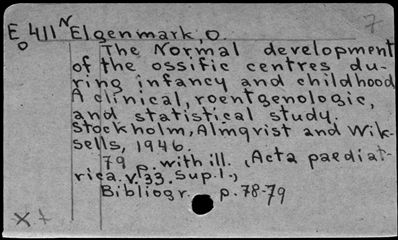 7
E 411 N Elgenmark, O.
o
The Normal development
of the ossific centres du-
ring infancy and childhood
A clinical, roentgenologic,
and statistical study.
Stockholm, Almqvist and Wik-
sells, 1946.
79 p. with ill. (Acta paediat-
rica. v.33. Sup.1.,
Bibliogr. p. 78-79